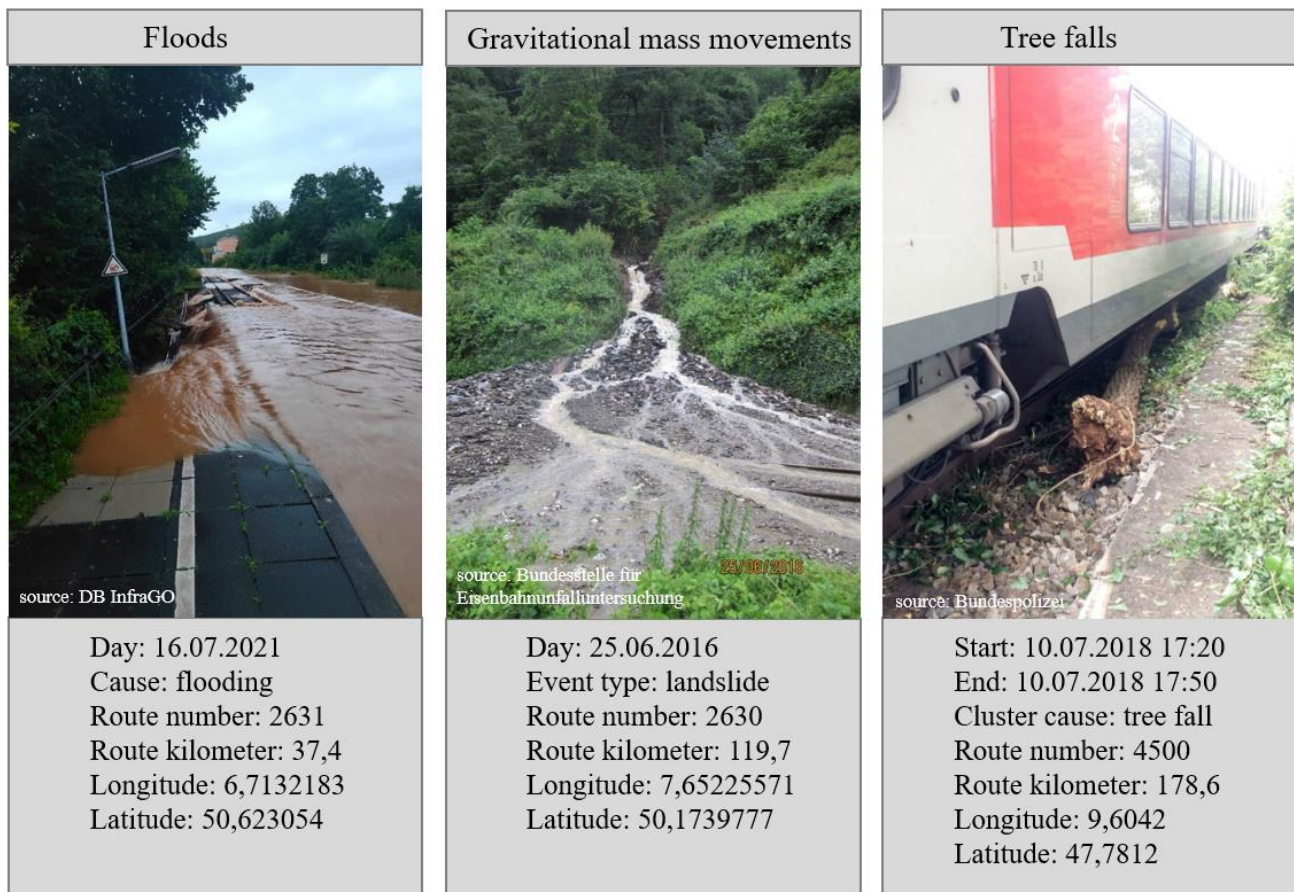 Floods
source: DB InfraGO
Day: 16.07.2021
Cause: flooding
Route number: 2631
Route kilometer: 37,4
Longitude: 6,7132183
Latitude: 50,623054
Gravitational mass movements
25/06/2016
source: Bundesstelle für
Eisenbahnunfalluntersuchung
Day: 25.06.2016
Event type: landslide
Route number: 2630
Route kilometer: 119,7
Longitude: 7,65225571
Latitude: 50,1739777
Tree falls
source: Bundespolizei
Start: 10.07.2018 17:20
End: 10.07.2018 17:50
Cluster cause: tree fall
Route number: 4500
Route kilometer: 178,6
Longitude: 9,6042
Latitude: 47,7812